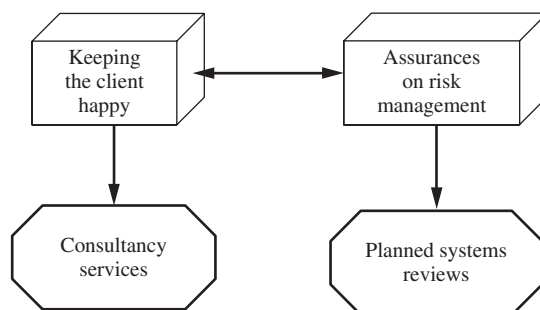 Keeping
the client
happy
Assurances
on risk
management
Consultancy
services
Planned systems
reviews